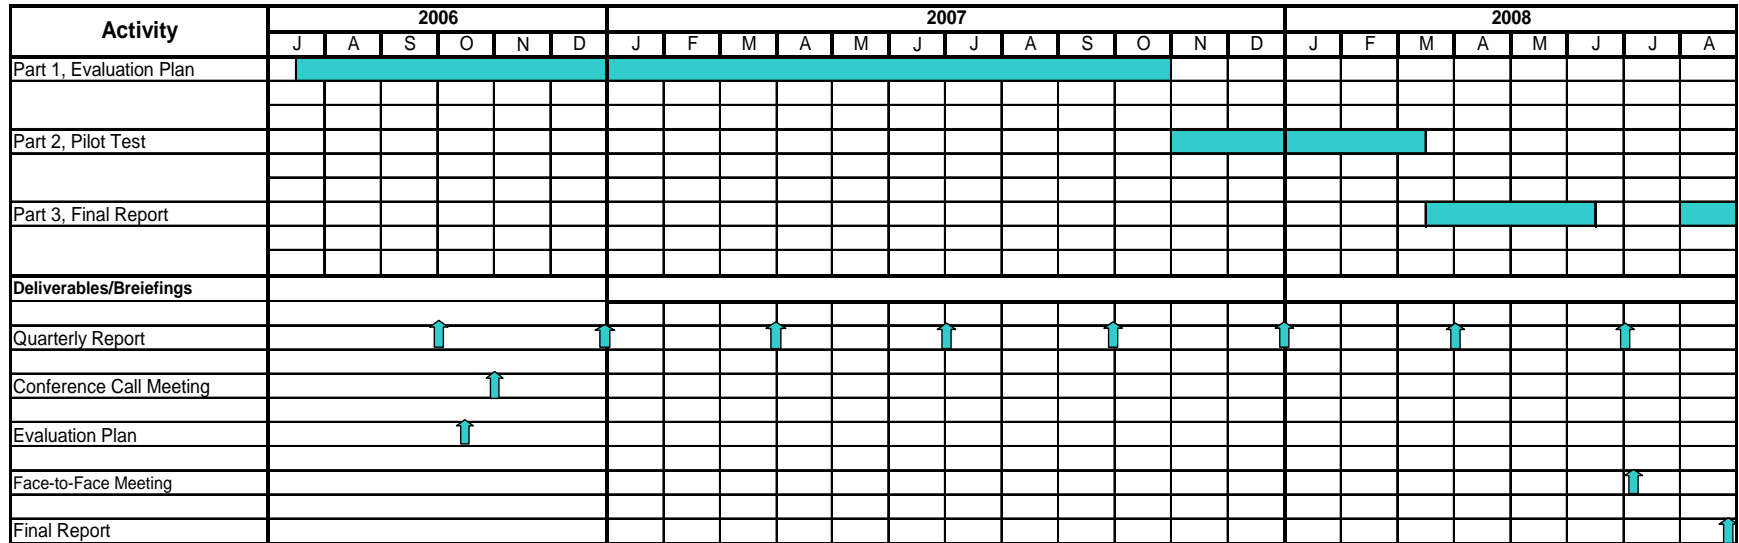 Activity
2006 2007 2008
J A S O N D J F M A M J J A S O N D J F M A M J J A
Part 1, Evaluation Plan
Part 2, Pilot Test
Part 3, Final Report
Deliverables/Breiefings
Quarterly Report
Conference Call Meeting
Evaluation Plan
Face-to-Face Meeting
Final Report